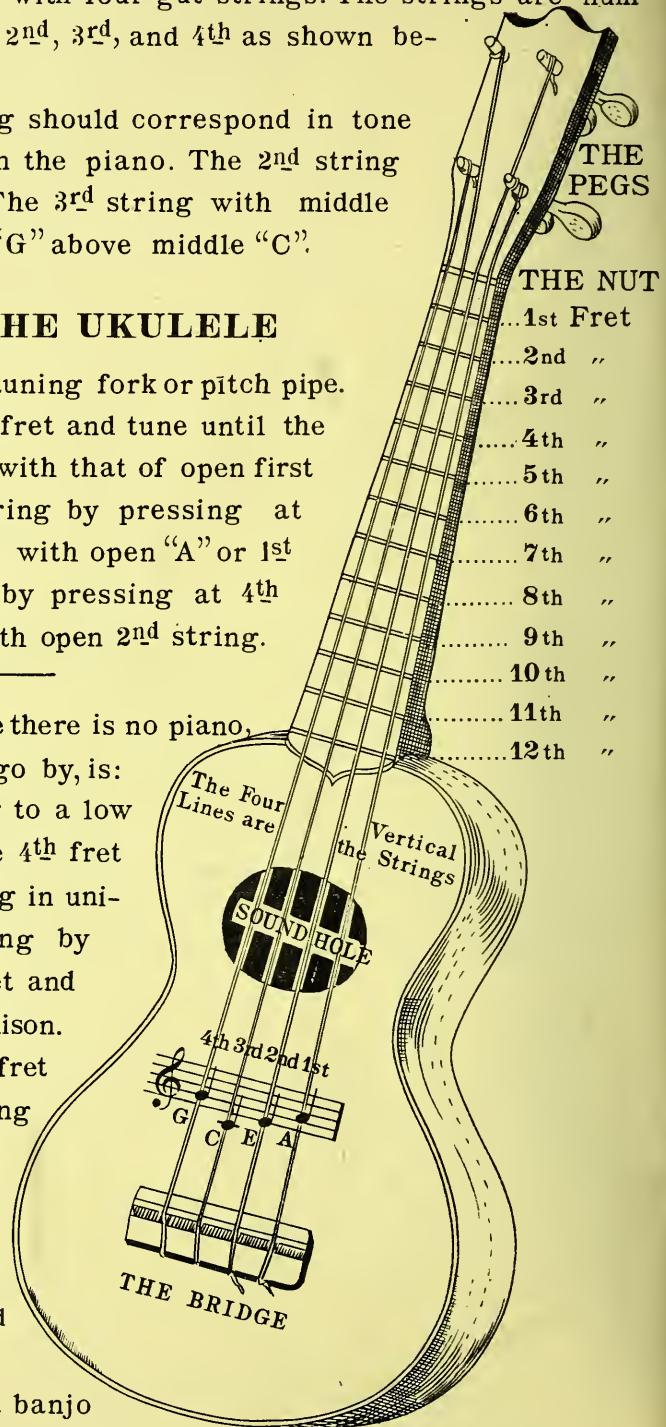 with four gut strings. The strings are num
2nd, 3rd, and 4th as shown be-
g should correspond in tone
n the piano. The 2nd string
The 3rd string with middle
"G" above middle "C".
HE UKULELE
uning fork or pitch pipe.
fret and tune until the
with that of open first
ring by pressing at
with open "A" or 1st
by pressing at 4th
th open 2nd string.
e there is no piano,
go by, is:
to a low
e 4th fret
g in uni-
ng by
t and
ison.
fret
ng
d
banjo
THE
PEGS
THE NUT
...1st Fret
....2nd "
.....3rd "
.....4th "
.......5th "
........6th "
........7th "
.........8th "
.........9th "
.........10th "
.........11th "
..........12th "
The Four
Lines are
Vertical
the Strings
SOUND HOLE
4th 3rd 2nd 1st
G C E A
THE BRIDGE